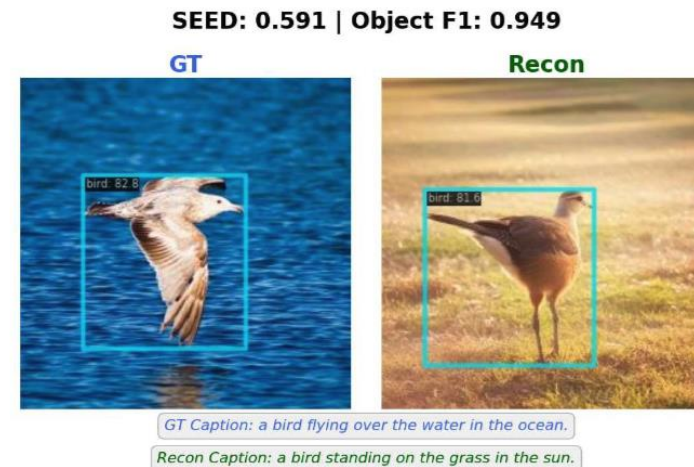 SEED: 0.591 | Object F1: 0.949
GT
Recon
bird: 82.8
bird: 81.6
GT Caption: a bird flying over the water in the ocean.
Recon Caption: a bird standing on the grass in the sun.